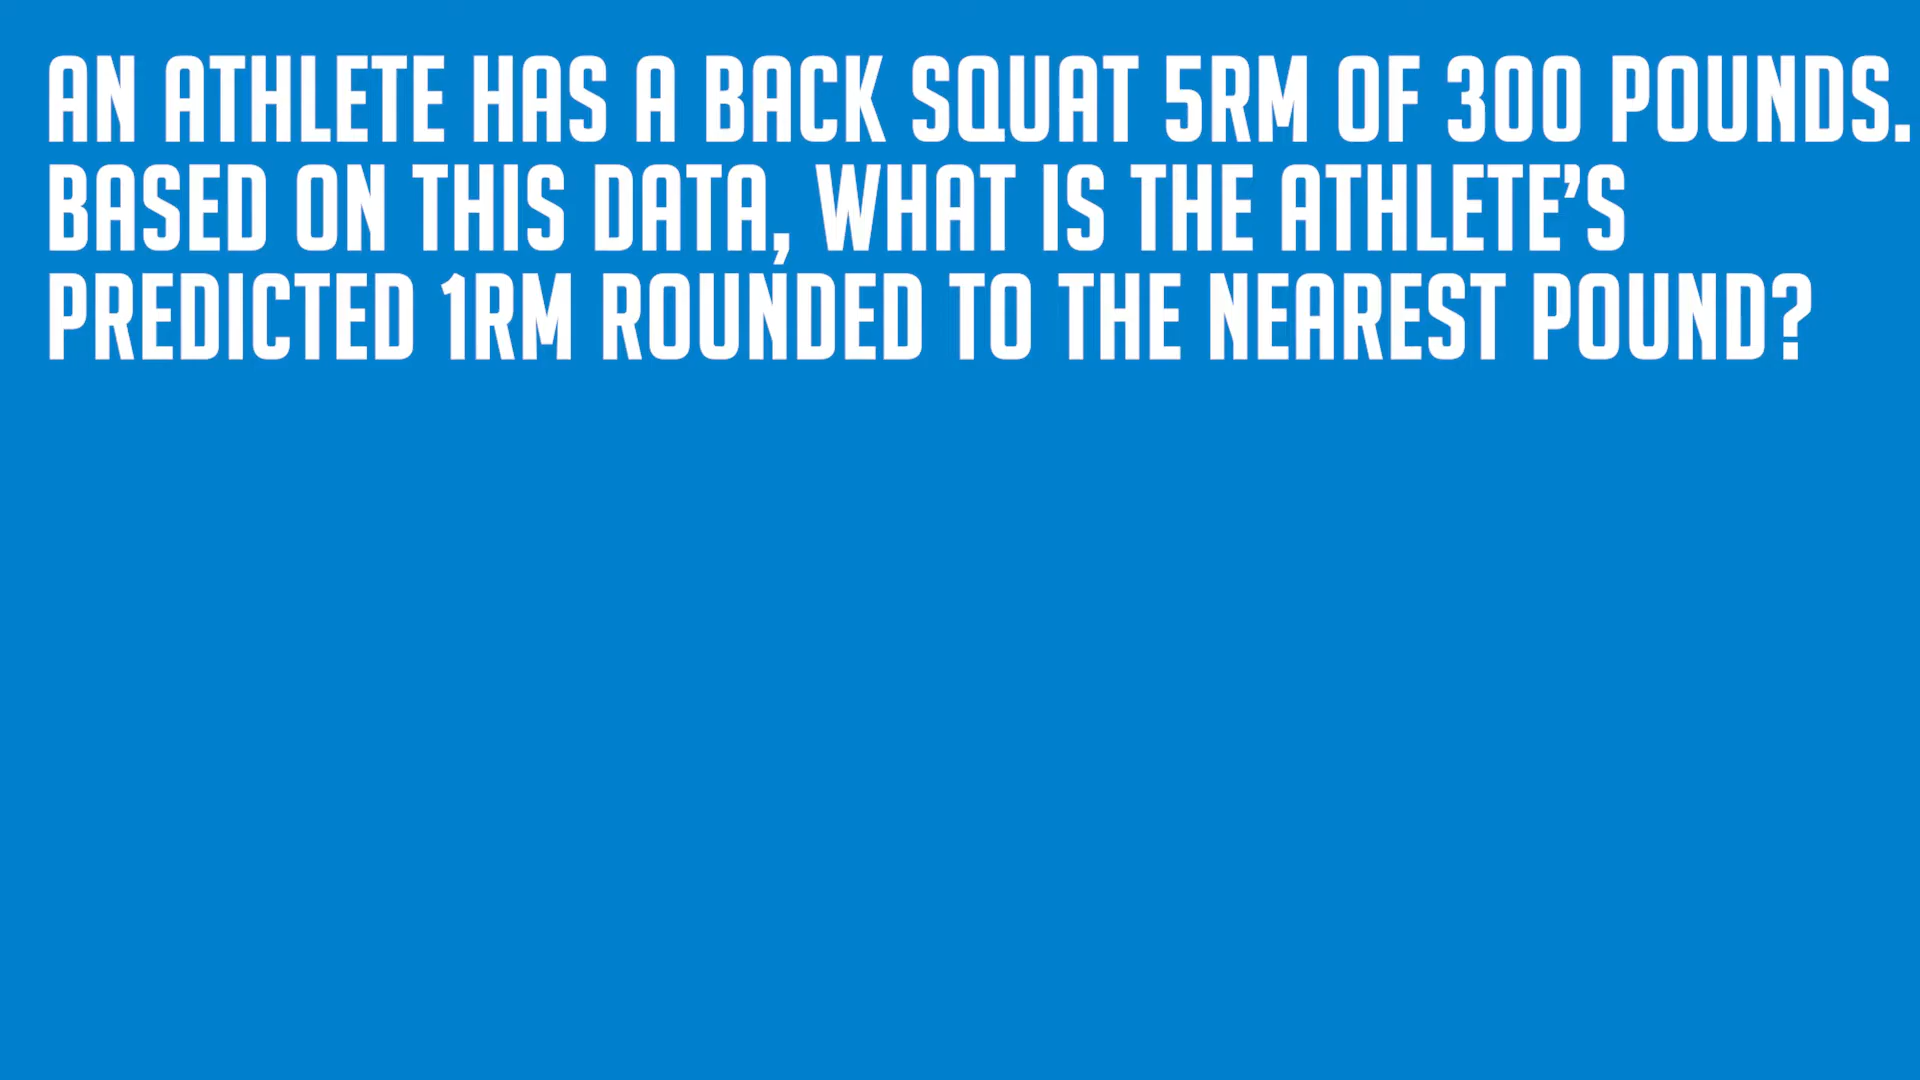 AN ATHLETE HAS A BACK SQUAT 5RM OF 300 POUNDS.
BASED ON THIS DATA, WHAT IS THE ATHLETE'S
PREDICTED 1RM ROUNDED TO THE NEAREST POUND?